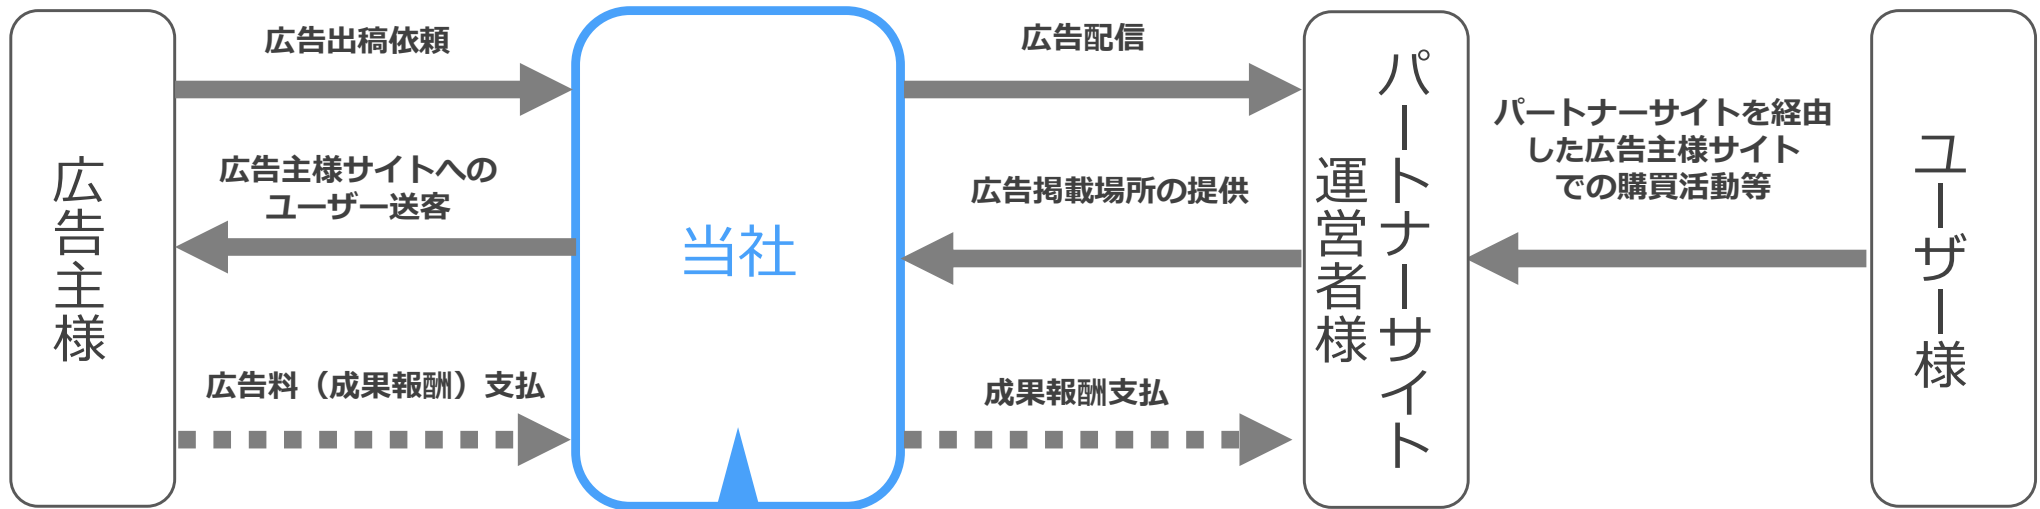 広告主様
広告出稿依頼
広告主様サイトへの
ユーザー送客
広告料（成果報酬）支払
当社
広告配信
広告掲載場所の提供
成果報酬支払
パートナーサイト
運営者様
パートナーサイトを経由
した広告主様サイト
での購買活動等
ユーザー様